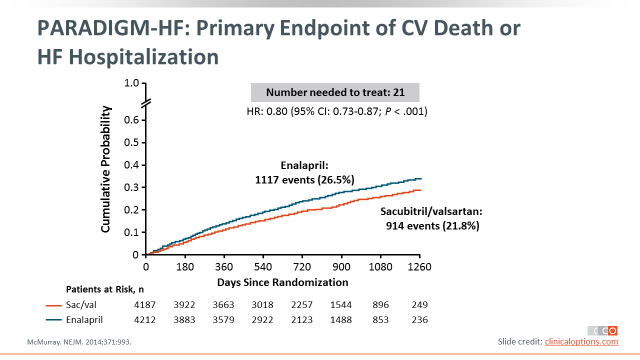 PARADIGM-HF: Primary Endpoint of CV Death or
HF Hospitalization
Number needed to treat: 21
HR: 0.80 (95% CI: 0.73-0.87; P < .001)
Cumulative Probability
1.0
0.6
0.5
0.4
0.3
0.2
0.1
0
Enalapril:
1117 events (26.5%)
Sacubitril/valsartan:
914 events (21.8%)
0 180 360 540 720 900 1080 1260
Days Since Randomization
Patients at Risk, n
Sac/val 4187 3922 3663 3018 2257 1544 896 249
Enalapril 4212 3883 3579 2922 2123 1488 853 236
McMurray. NEJM. 2014;371:993.
CCO
Slide credit: clinicaloptions.com